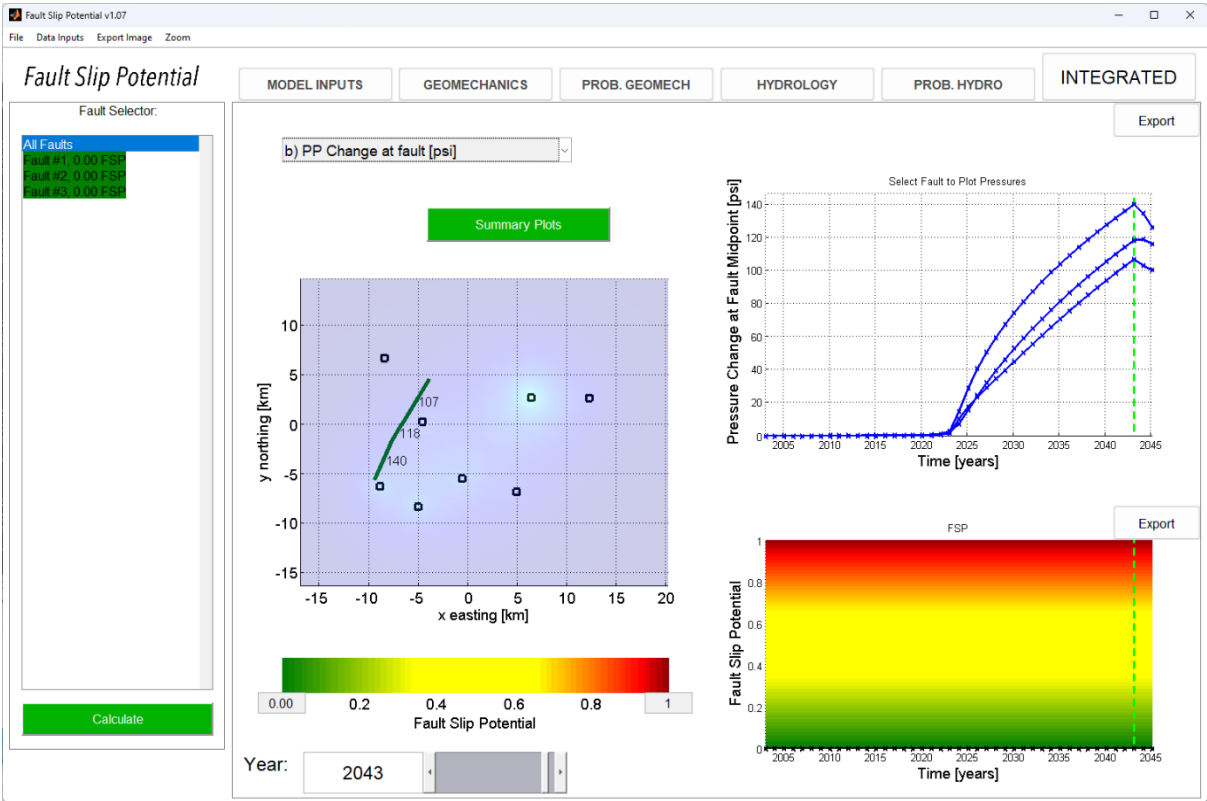 Fault Slip Potential v1.07
File Data Inputs Export Image Zoom
Fault Slip Potential
MODEL INPUTS GEOMECHANICS PROB. GEOMECH HYDROLOGY PROB. HYDRO INTEGRATED
Fault Selector:
All Faults
Fault #1, 0.00 FSP
Fault #2, 0.00 FSP
Fault #3, 0.00 FSP
Calculate
b) PP Change at fault [psi]
Summary Plots
y northing [km]
10
5
0
-5
-10
-15
107
118
140
-15 -10 -5 0 5 10 15 20
x easting [km]
0.00 0.2 0.4 0.6 0.8 1
Fault Slip Potential
Year: 2043
Export
Select Fault to Plot Pressures
Pressure Change at Fault Midpoint [psi]
140
120
100
80
60
40
20
0
2005 2010 2015 2020 2025 2030 2035 2040 2045
Time [years]
Export
FSP
Fault Slip Potential
1
0.8
0.6
0.4
0.2
0
2005 2010 2015 2020 2025 2030 2035 2040 2045
Time [years]